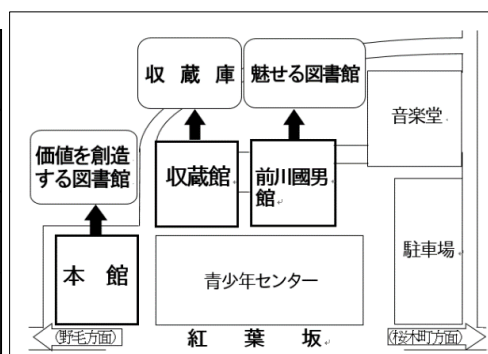 収 蔵 庫
魅せる図書館
音楽堂
価値を創造
する図書館
収蔵館
前川國男
館
本 館
青少年センター
駐車場
(野毛方面)
紅 葉 坂
(桜木町方面)